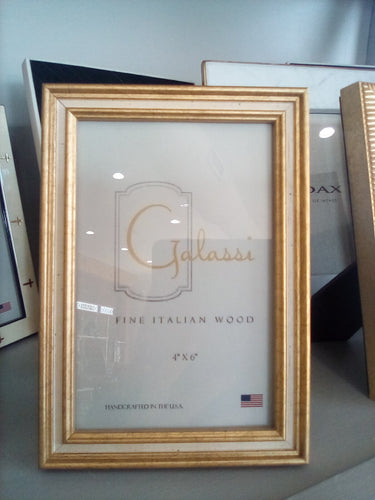 Galassi
FINE ITALIAN WOOD
4" X 6"
HANDCRAFTED IN THE U.S.A.
DAX